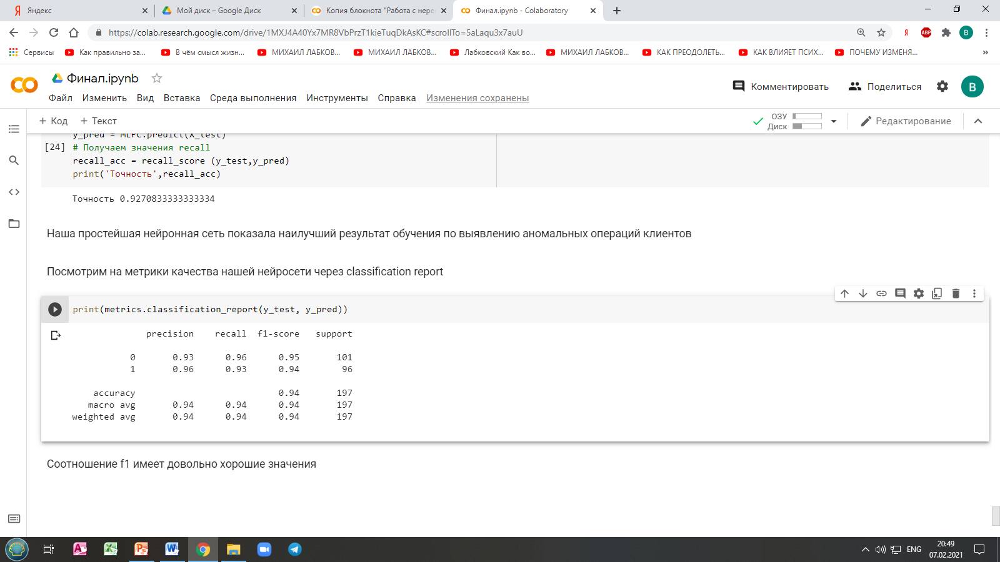 Яндекс
Мой диск – Google Диск
Копия блокнота "Работа с нере
Финал.ipynb - Colaboratory
https://colab.research.google.com/drive/1MXJ4A40Yx7MR8VbPrzT1kieTuqDkAsKC#scrollTo=5aLaqu3x7auU
Сервисы
Как правильно за...
В чём смысл жизн...
МИХАИЛ ЛАБКОВ...
МИХАИЛ ЛАБКОВ...
Лабковский Как во...
МИХАИЛ ЛАБКОВ...
КАК ПРЕОДОЛЕТЬ...
КАК ВЛИЯЕТ ПСИХ...
ПОЧЕМУ ИЗМЕНЯ...
»
Финал.ipynb
Комментировать
Поделиться
B
Файл Изменить Вид Вставка Среда выполнения Инструменты Справка Изменения сохранены
+ Код + Текст
ОЗУ
Диск
Редактирование
y_pred = MLPC.predict(X_test)
[24] # Получаем значения recall
recall_acc = recall_score (y_test,y_pred)
print('Точность',recall_acc)
Точность 0.9270833333333334
Наша простейшая нейронная сеть показала наилучший результат обучения по выявлению аномальных операций клиентов
Посмотрим на метрики качества нашей нейросети через classification report
print(metrics.classification_report(y_test, y_pred))
precision recall f1-score support
0 0.93 0.96 0.95 101
1 0.96 0.93 0.94 96
accuracy 0.94 197
macro avg 0.94 0.94 0.94 197
weighted avg 0.94 0.94 0.94 197
Соотношение f1 имеет довольно хорошие значения
ENG
20:49
07.02.2021